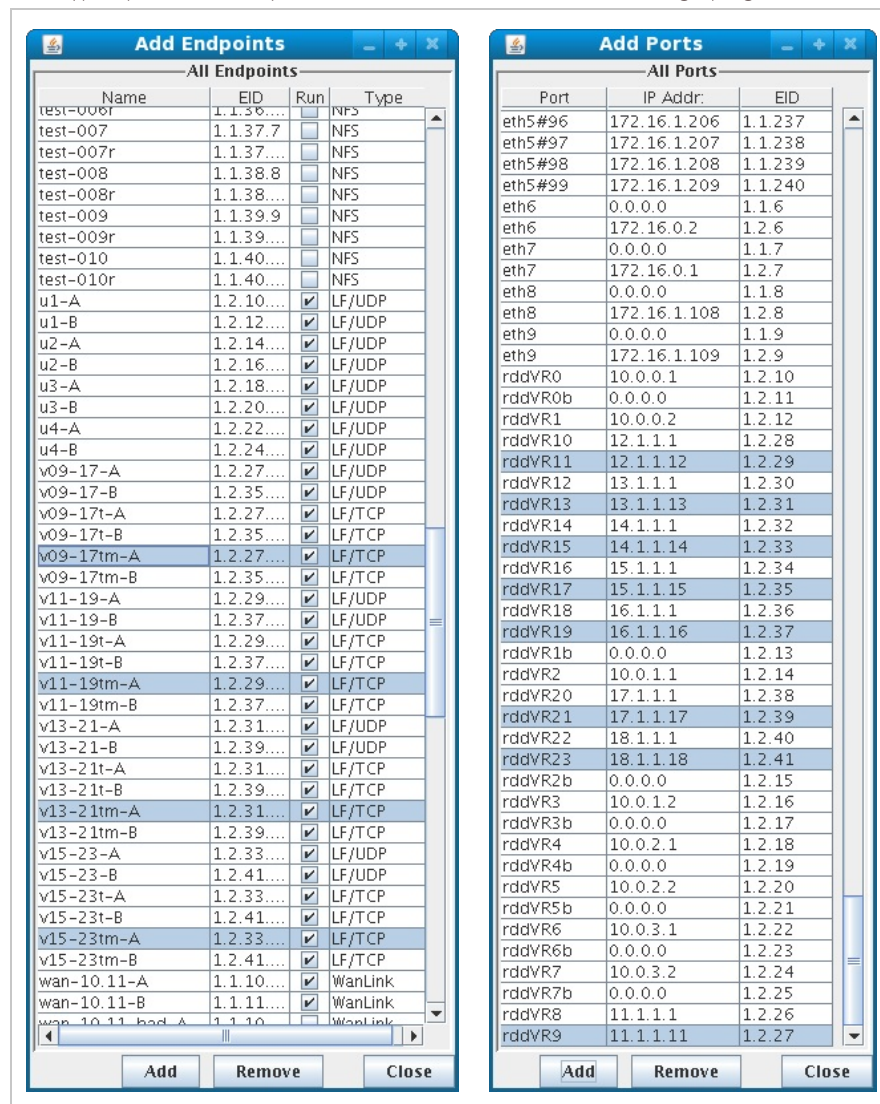 Add Endpoints
All Endpoints
Name EID Run Type
test-006r 1.1.36.... NFS
test-007 1.1.37.7 NFS
test-007r 1.1.37.... NFS
test-008 1.1.38.8 NFS
test-008r 1.1.38.... NFS
test-009 1.1.39.9 NFS
test-009r 1.1.39.... NFS
test-010 1.1.40.... NFS
test-010r 1.1.40.... NFS
u1-A 1.2.10.... LF/UDP
u1-B 1.2.12.... LF/UDP
u2-A 1.2.14.... LF/UDP
u2-B 1.2.16.... LF/UDP
u3-A 1.2.18.... LF/UDP
u3-B 1.2.20.... LF/UDP
u4-A 1.2.22.... LF/UDP
u4-B 1.2.24.... LF/UDP
v09-17-A 1.2.27.... LF/UDP
v09-17-B 1.2.35.... LF/UDP
v09-17t-A 1.2.27.... LF/TCP
v09-17t-B 1.2.35.... LF/TCP
v09-17tm-A 1.2.27.... LF/TCP
v09-17tm-B 1.2.35.... LF/TCP
v11-19-A 1.2.29.... LF/UDP
v11-19-B 1.2.37.... LF/UDP
v11-19t-A 1.2.29.... LF/TCP
v11-19t-B 1.2.37.... LF/TCP
v11-19tm-A 1.2.29.... LF/TCP
v11-19tm-B 1.2.37.... LF/TCP
v13-21-A 1.2.31.... LF/UDP
v13-21-B 1.2.39.... LF/UDP
v13-21t-A 1.2.31.... LF/TCP
v13-21t-B 1.2.39.... LF/TCP
v13-21tm-A 1.2.31.... LF/TCP
v13-21tm-B 1.2.39.... LF/TCP
v15-23-A 1.2.33.... LF/UDP
v15-23-B 1.2.41.... LF/UDP
v15-23t-A 1.2.33.... LF/TCP
v15-23t-B 1.2.41.... LF/TCP
v15-23tm-A 1.2.33.... LF/TCP
v15-23tm-B 1.2.41.... LF/TCP
wan-10.11-A 1.1.10.... WanLink
wan-10.11-B 1.1.11.... WanLink
wan-10.11-bad-A 1.1.10.... WanLink
Add Remove Close
Add Ports
All Ports
Port IP Addr: EID
eth5#96 172.16.1.206 1.1.237
eth5#97 172.16.1.207 1.1.238
eth5#98 172.16.1.208 1.1.239
eth5#99 172.16.1.209 1.1.240
eth6 0.0.0.0 1.1.6
eth6 172.16.0.2 1.2.6
eth7 0.0.0.0 1.1.7
eth7 172.16.0.1 1.2.7
eth8 0.0.0.0 1.1.8
eth8 172.16.1.108 1.2.8
eth9 0.0.0.0 1.1.9
eth9 172.16.1.109 1.2.9
rddVR0 10.0.0.1 1.2.10
rddVR0b 0.0.0.0 1.2.11
rddVR1 10.0.0.2 1.2.12
rddVR10 12.1.1.1 1.2.28
rddVR11 12.1.1.12 1.2.29
rddVR12 13.1.1.1 1.2.30
rddVR13 13.1.1.13 1.2.31
rddVR14 14.1.1.1 1.2.32
rddVR15 14.1.1.14 1.2.33
rddVR16 15.1.1.1 1.2.34
rddVR17 15.1.1.15 1.2.35
rddVR18 16.1.1.1 1.2.36
rddVR19 16.1.1.16 1.2.37
rddVR1b 0.0.0.0 1.2.13
rddVR2 10.0.1.1 1.2.14
rddVR20 17.1.1.1 1.2.38
rddVR21 17.1.1.17 1.2.39
rddVR22 18.1.1.1 1.2.40
rddVR23 18.1.1.18 1.2.41
rddVR2b 0.0.0.0 1.2.15
rddVR3 10.0.1.2 1.2.16
rddVR3b 0.0.0.0 1.2.17
rddVR4 10.0.2.1 1.2.18
rddVR4b 0.0.0.0 1.2.19
rddVR5 10.0.2.2 1.2.20
rddVR5b 0.0.0.0 1.2.21
rddVR6 10.0.3.1 1.2.22
rddVR6b 0.0.0.0 1.2.23
rddVR7 10.0.3.2 1.2.24
rddVR7b 0.0.0.0 1.2.25
rddVR8 11.1.1.1 1.2.26
rddVR9 11.1.1.11 1.2.27
Add Remove Close